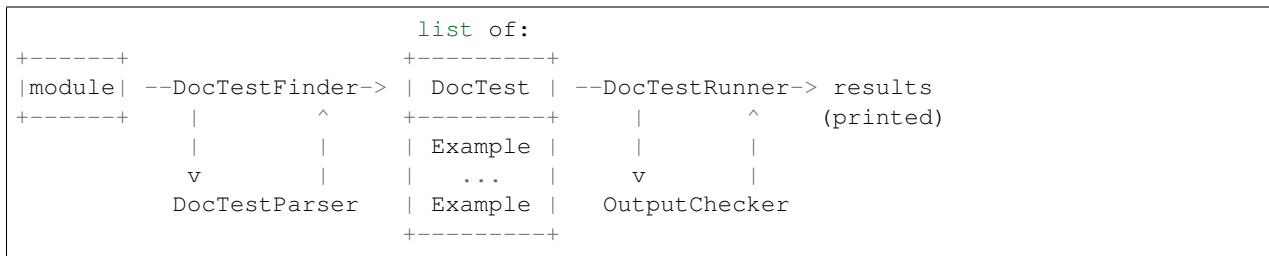 list of:
+------+                   +---------+
|module| --DocTestFinder-> | DocTest | --DocTestRunner-> results
+------+    |        ^     +---------+     |       ^    (printed)
            |        |     | Example |     |       |
            v        |     |   ...   |     v       |
           DocTestParser   | Example |   OutputChecker
                           +---------+